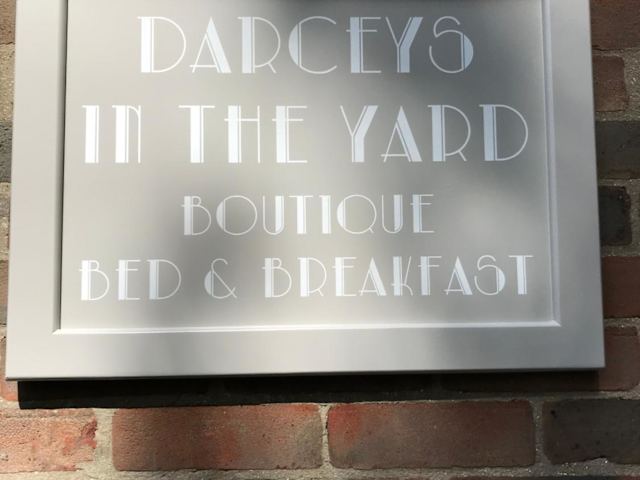 DARCEYS
IN THE YARD
BOUTIQUE
BED & BREAKFAST